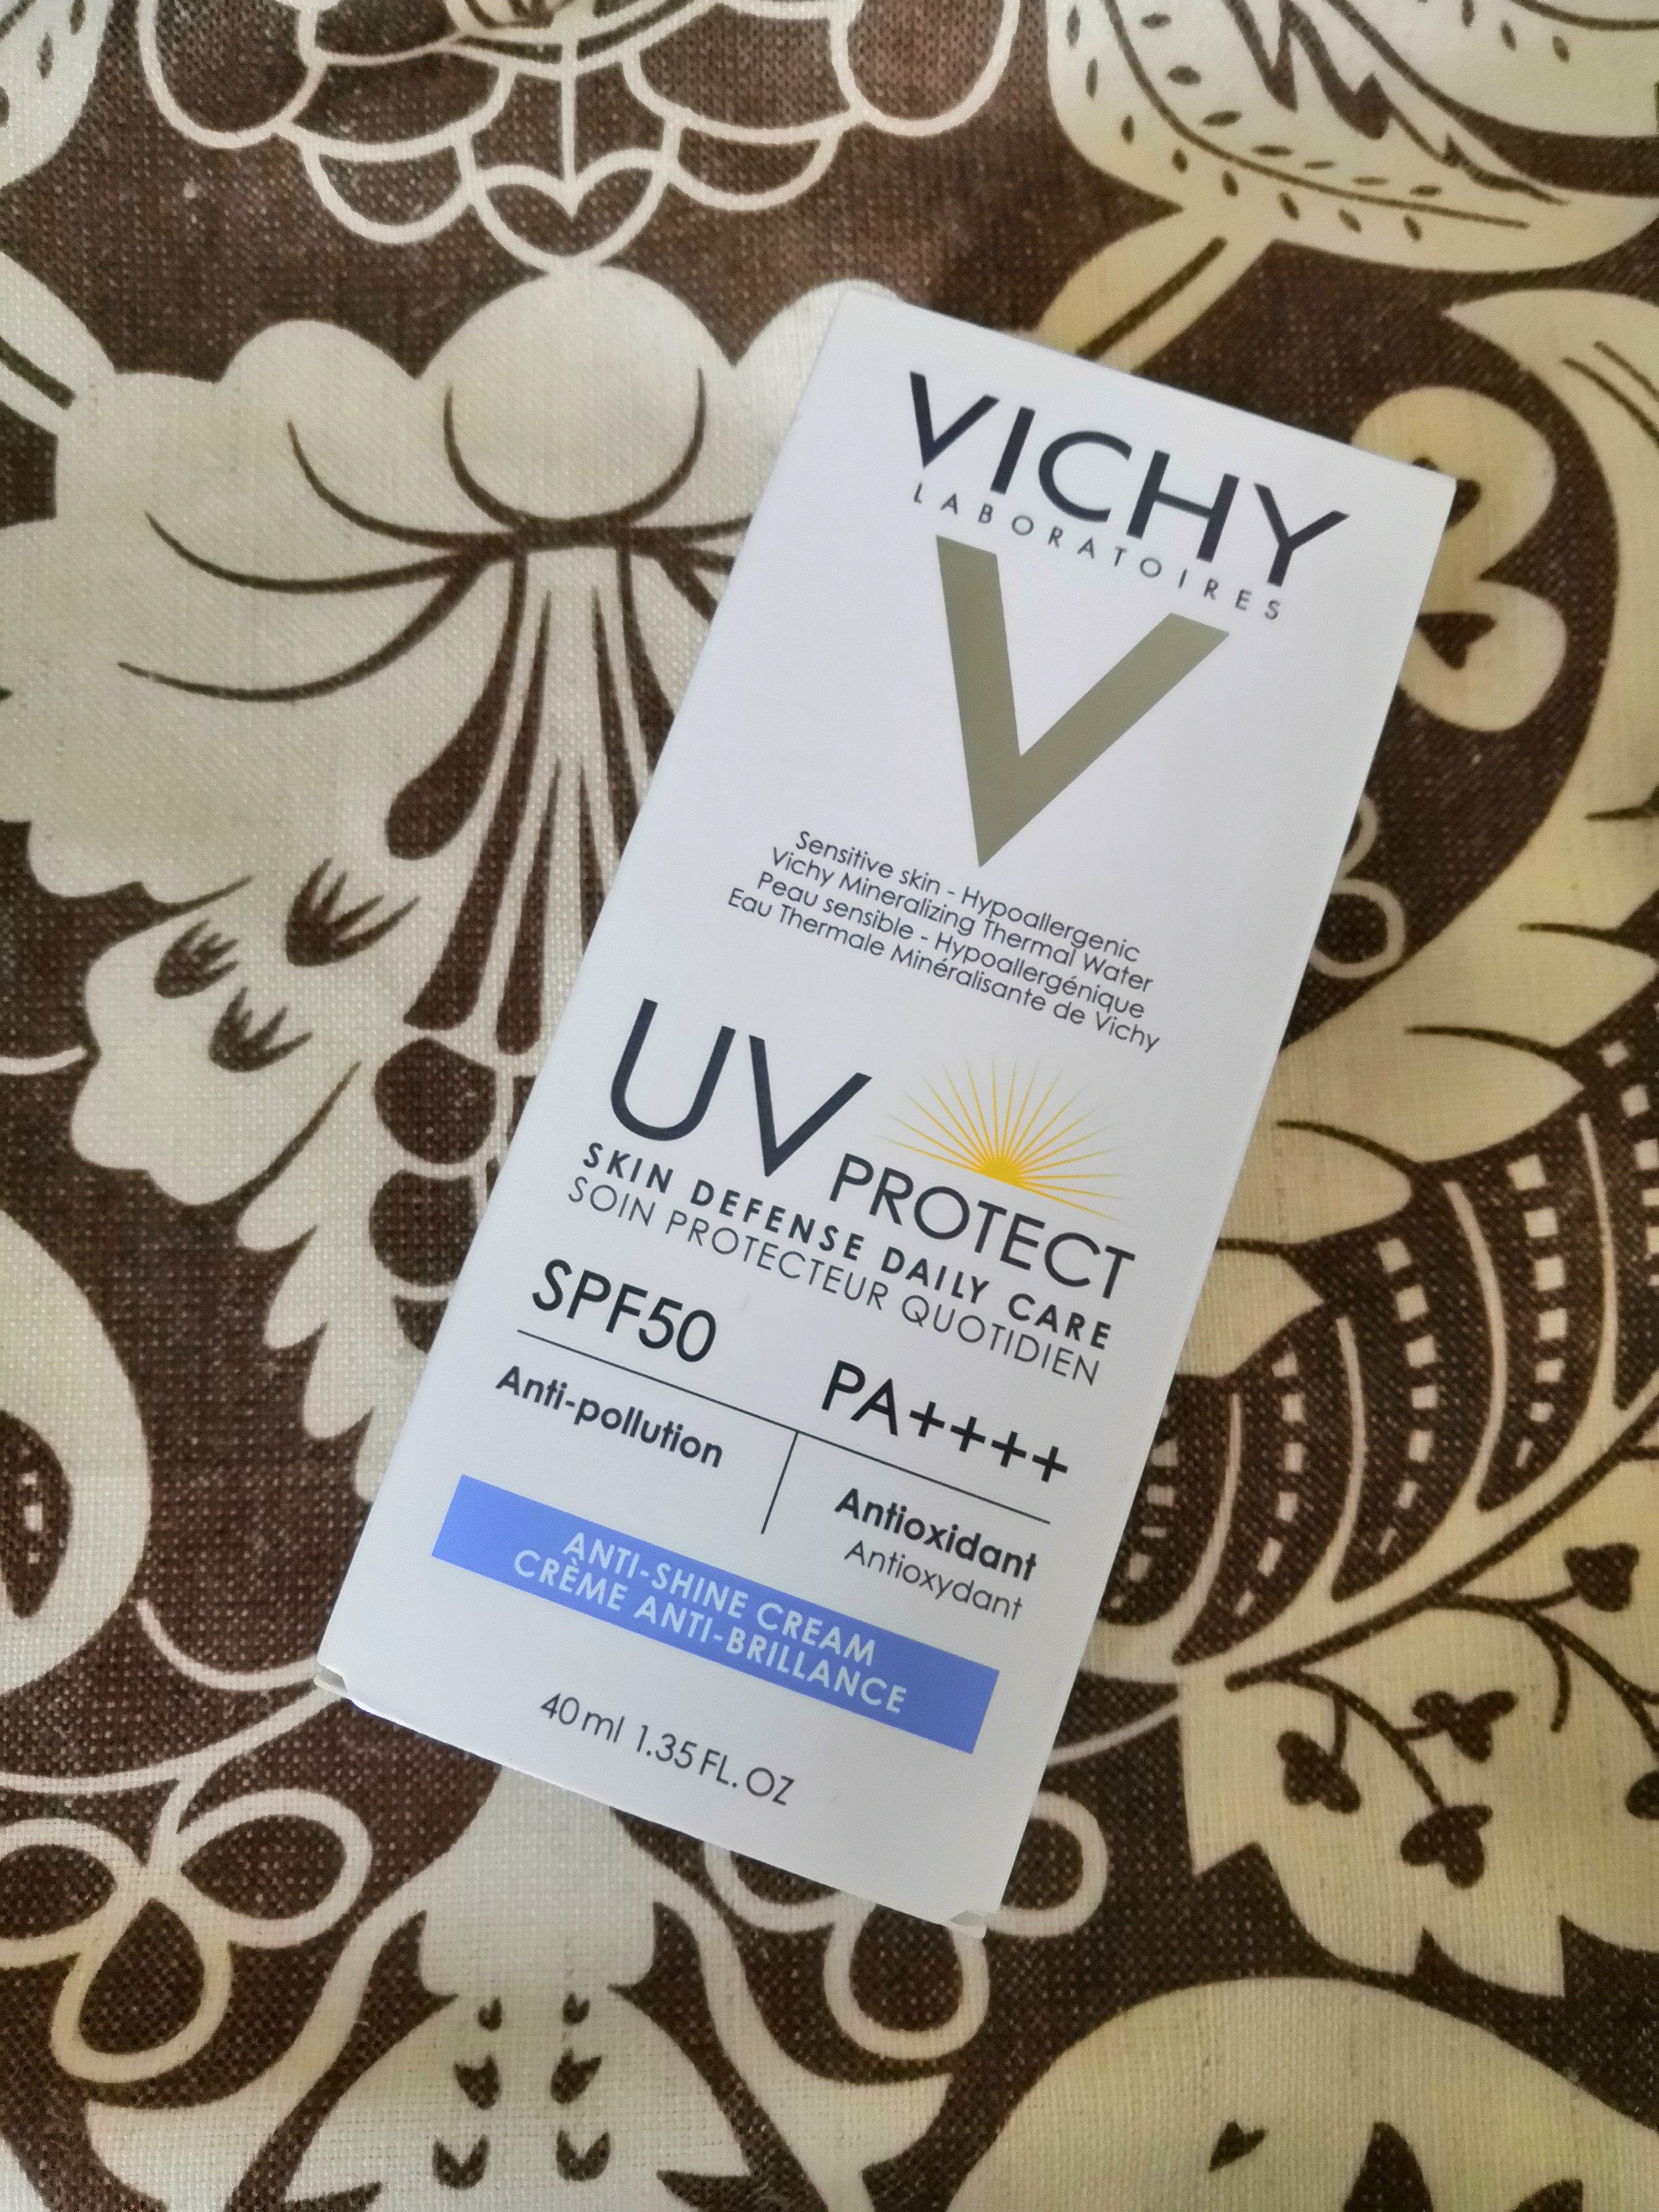 VICHY
LABORATOIRES
V
Sensitive skin - Hypoallergenic
Vichy Mineralizing Thermal Water
Peau sensible - Hypoallergénique
Eau Thermale Minéralisante de Vichy
UV PROTECT
SKIN DEFENSE DAILY CARE
SOIN PROTECTEUR QUOTIDIEN
SPF50 PA++++
Anti-pollution
Antioxidant
Antioxydant
ANTI-SHINE CREAM
CRÈME ANTI-BRILLANCE
40 ml 1.35 FL. OZ